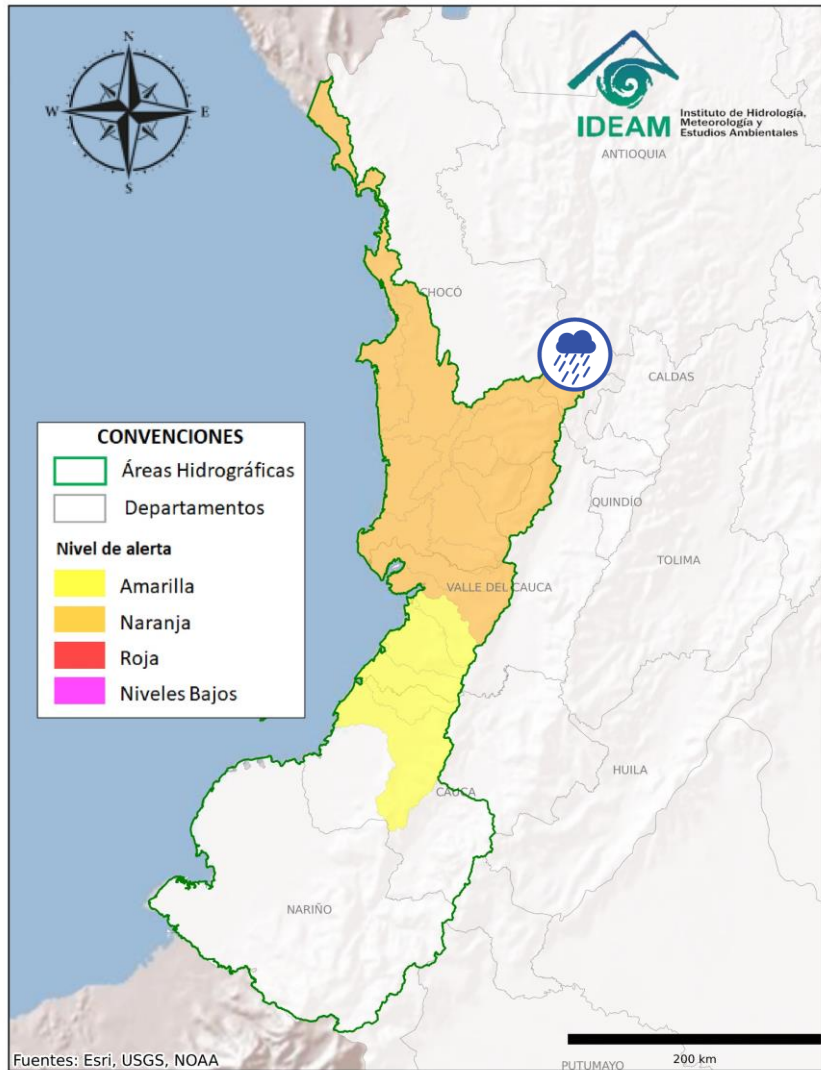 N
W
E
S
IDEAM
Instituto de Hidrología,
Meteorología y
Estudios Ambientales
ANTIOQUIA
CHOCÓ
CALDAS
CONVENCIONES
Áreas Hidrográficas
Departamentos
Nivel de alerta
Amarilla
Naranja
Roja
Niveles Bajos
QUINDÍO
TOLIMA
VALLE DEL CAUCA
HUILA
CAUCA
NARIÑO
Fuentes: Esri, USGS, NOAA
200 km
PUTUMAYO